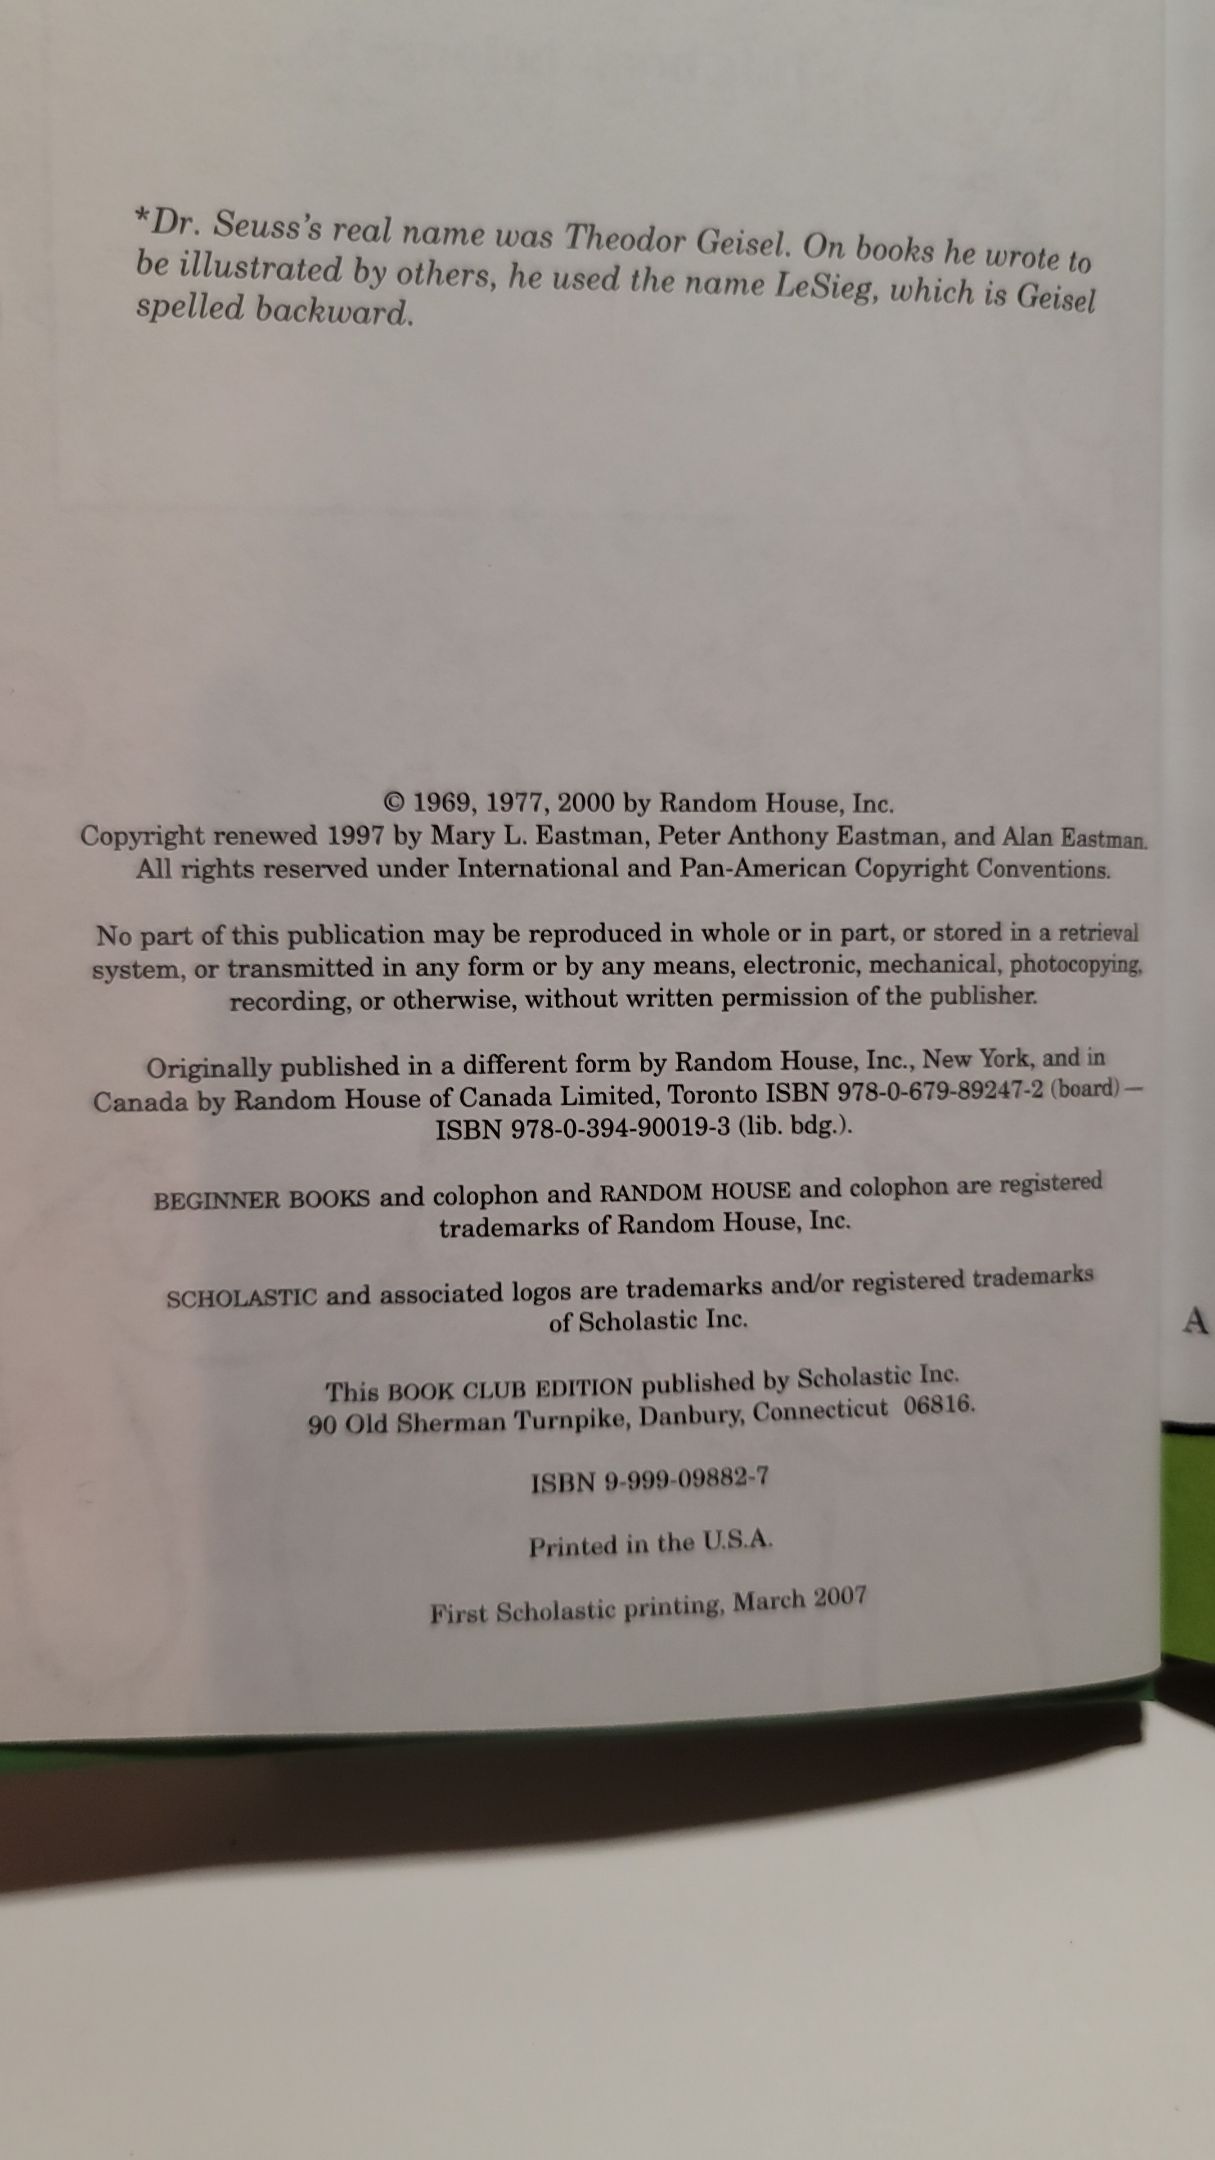 *Dr. Seuss's real name was Theodor Geisel. On books he wrote to
be illustrated by others, he used the name LeSieg, which is Geisel
spelled backward.
© 1969, 1977, 2000 by Random House, Inc.
Copyright renewed 1997 by Mary L. Eastman, Peter Anthony Eastman, and Alan Eastman.
All rights reserved under International and Pan-American Copyright Conventions.
No part of this publication may be reproduced in whole or in part, or stored in a retrieval
system, or transmitted in any form or by any means, electronic, mechanical, photocopying,
recording, or otherwise, without written permission of the publisher.
Originally published in a different form by Random House, Inc., New York, and in
Canada by Random House of Canada Limited, Toronto ISBN 978-0-679-89247-2 (board) —
ISBN 978-0-394-90019-3 (lib. bdg.).
BEGINNER BOOKS and colophon and RANDOM HOUSE and colophon are registered
trademarks of Random House, Inc.
SCHOLASTIC and associated logos are trademarks and/or registered trademarks
of Scholastic Inc.
This BOOK CLUB EDITION published by Scholastic Inc.
90 Old Sherman Turnpike, Danbury, Connecticut 06816.
ISBN 9-999-09882-7
Printed in the U.S.A.
First Scholastic printing, March 2007
A